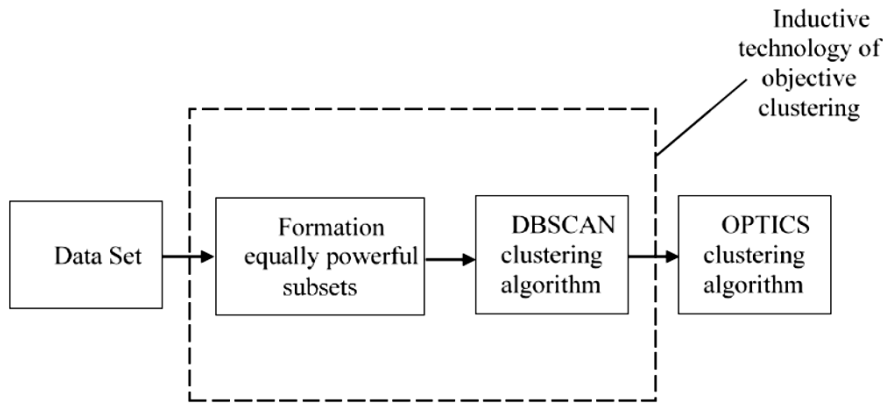 Inductive
technology of
objective
clustering
Data Set
Formation
equally powerful
subsets
DBSCAN
clustering
algorithm
OPTICS
clustering
algorithm